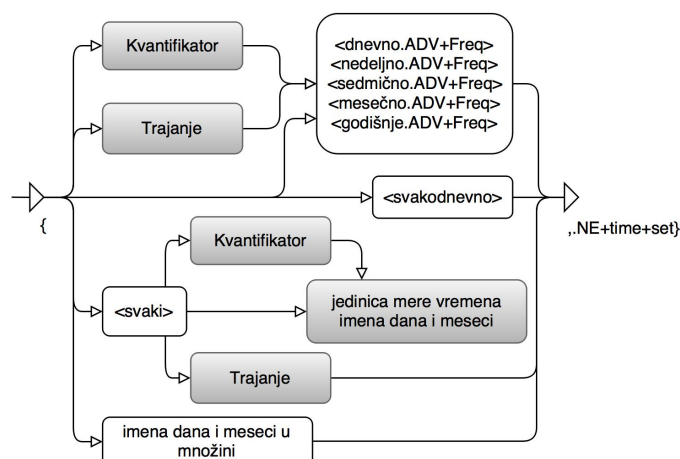 Kvantifikator
Trajanje
<dnevno.ADV+Freq>
<nedeljno.ADV+Freq>
<sedmično.ADV+Freq>
<mesečno.ADV+Freq>
<godišnje.ADV+Freq>
<svakodnevno>
{
,.NE+time+set}
Kvantifikator
<svaki>
jedinica mere vremena
imena dana i meseci
Trajanje
imena dana i meseci u
množini